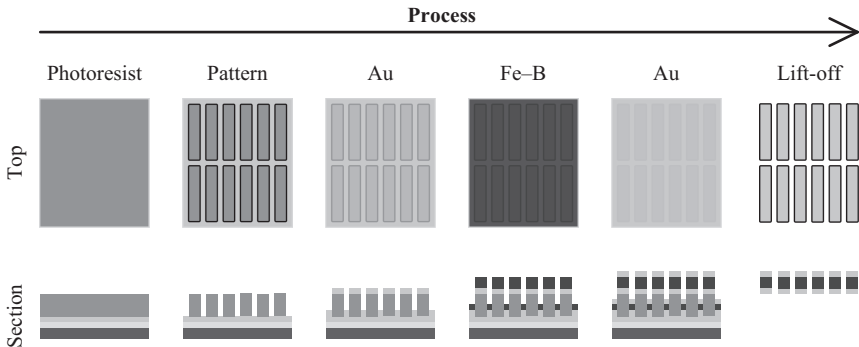 Process
Photoresist Pattern Au Fe–B Au Lift-off
Top
Section